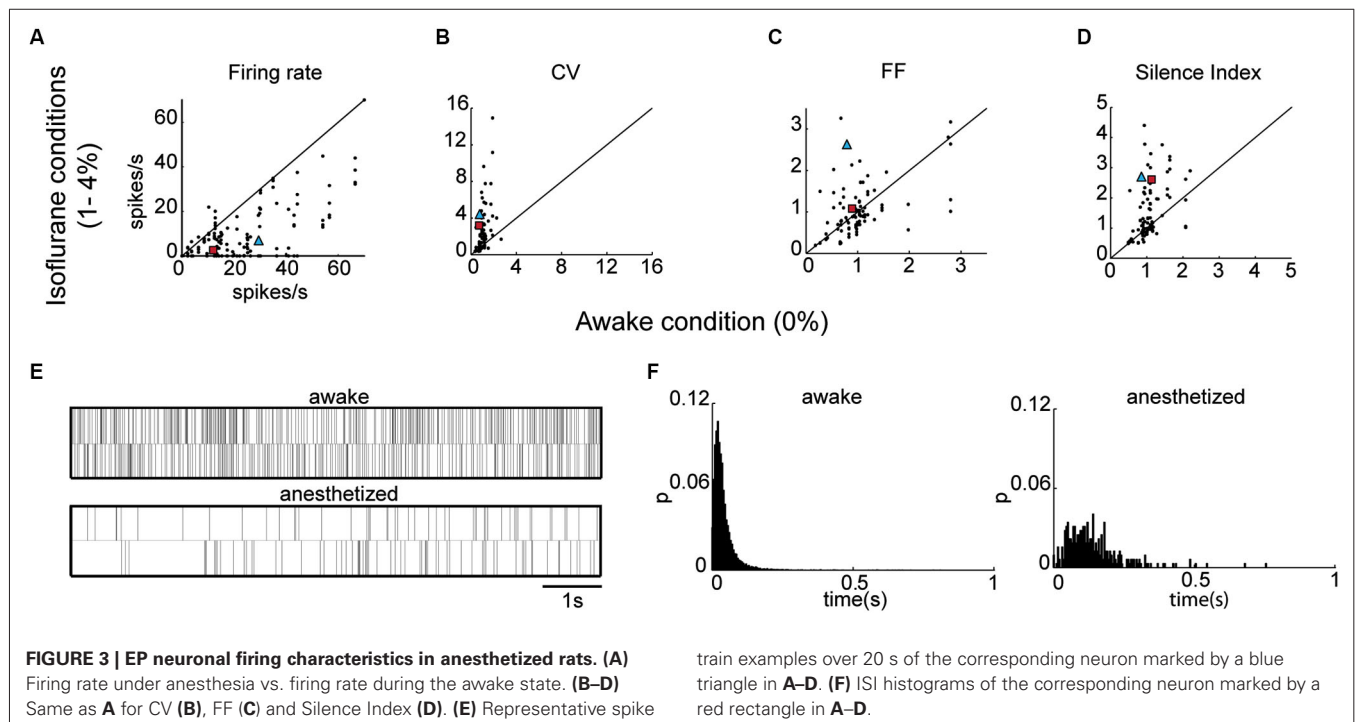 A
B
C
D
Firing rate
CV
FF
Silence Index
Isoflurane conditions
(1- 4%)
spikes/s
60
40
20
0
0 20 40 60
spikes/s
16
12
8
4
0
0 4 8 12 16
3
2
1
0
0 1 2 3
5
4
3
2
1
0
0 1 2 3 4 5
Awake condition (0%)
E
awake
anesthetized
1s
F
awake
p
0.12
0.06
0
0 0.5 1
time(s)
anesthetized
p
0.12
0.06
0
0 0.5 1
time(s)
FIGURE 3 | EP neuronal firing characteristics in anesthetized rats. (A)
Firing rate under anesthesia vs. firing rate during the awake state. (B–D)
Same as A for CV (B), FF (C) and Silence Index (D). (E) Representative spike
train examples over 20 s of the corresponding neuron marked by a blue
triangle in A–D. (F) ISI histograms of the corresponding neuron marked by a
red rectangle in A–D.